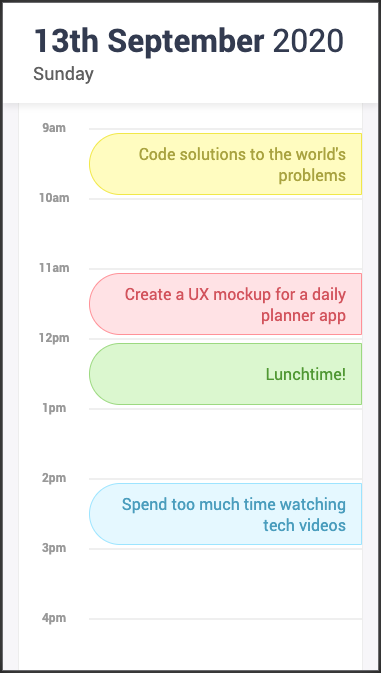 13th September 2020
Sunday
9am
Code solutions to the world's
problems
10am
11am
Create a UX mockup for a daily
planner app
12pm
Lunchtime!
1pm
2pm
Spend too much time watching
tech videos
3pm
4pm